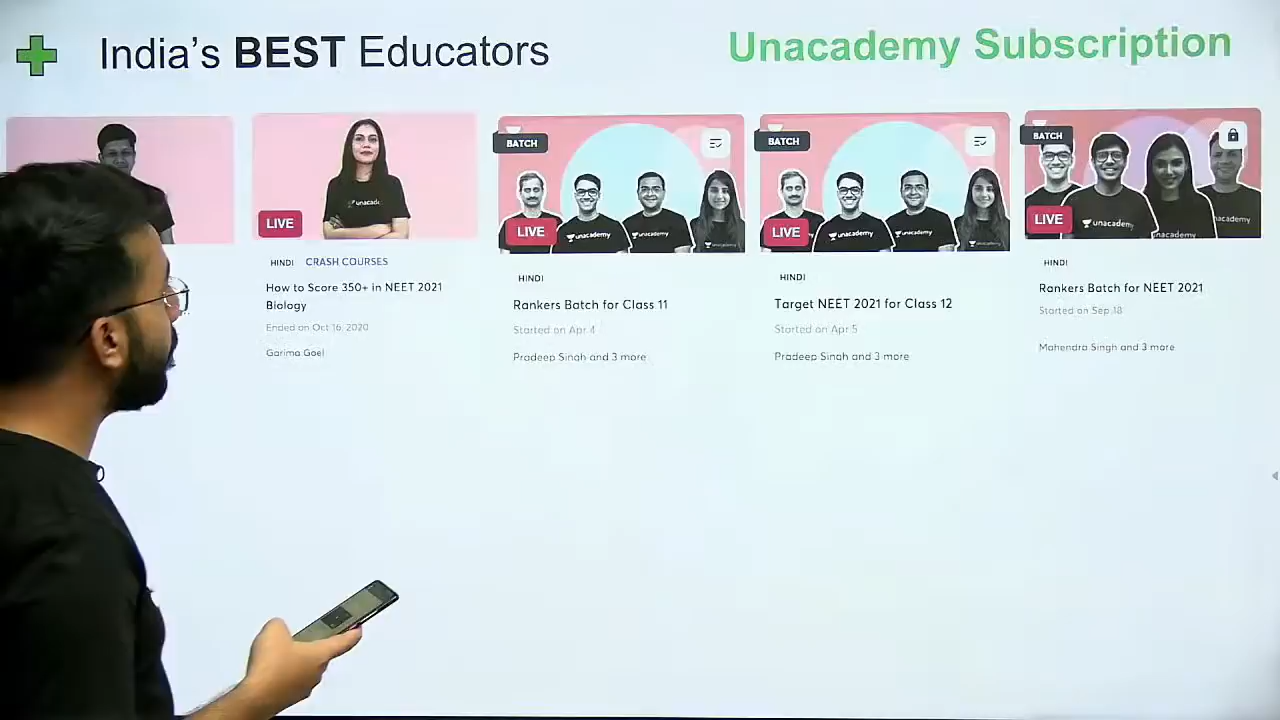 India's BEST Educators
Unacademy Subscription
LIVE
HINDI CRASH COURSES
How to Score 350+ in NEET 2021
Biology
Ended on Oct 16, 2020
Garima Goel
BATCH
LIVE
unacademy
HINDI
Rankers Batch for Class 11
Started on Apr 4
Pradeep Singh and 3 more
BATCH
LIVE
unacademy
HINDI
Target NEET 2021 for Class 12
Started on Apr 5
Pradeep Singh and 3 more
BATCH
LIVE
unacademy
HINDI
Rankers Batch for NEET 2021
Started on Sep 18
Mahendra Singh and 3 more